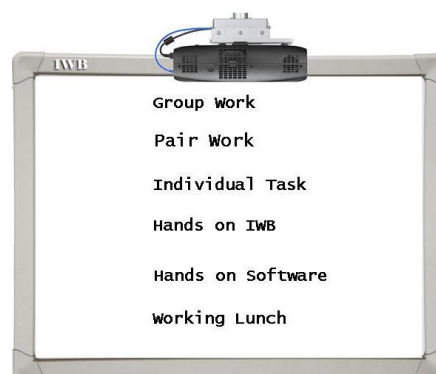 IWB
Group Work
Pair Work
Individual Task
Hands on IWB
Hands on Software
Working Lunch